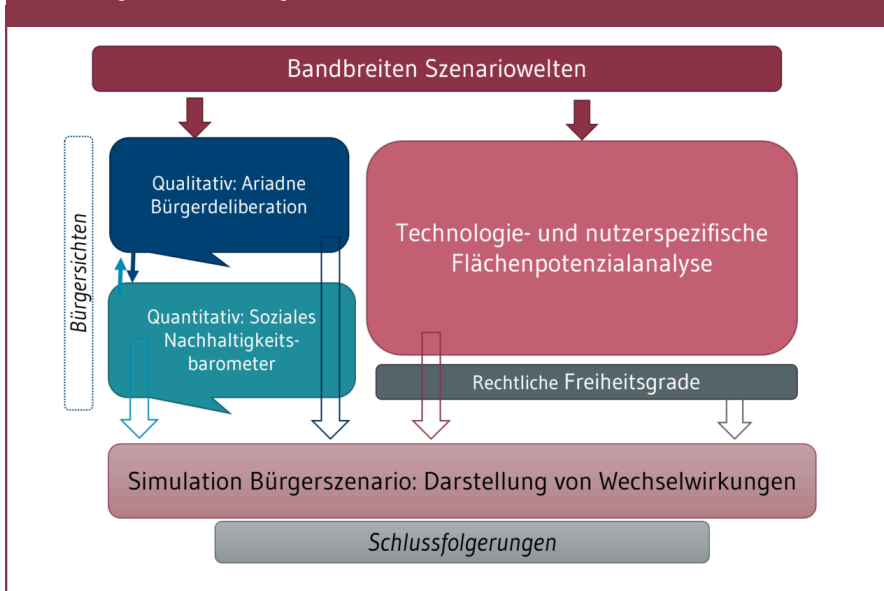 Bandbreiten Szenariowelten
Bürgersichten
Qualitativ: Ariadne
Bürgerdeliberation
Quantitativ: Soziales
Nachhaltigkeits-
barometer
Technologie- und nutzerspezifische
Flächenpotenzialanalyse
Rechtliche Freiheitsgrade
Simulation Bürgerszenario: Darstellung von Wechselwirkungen
Schlussfolgerungen